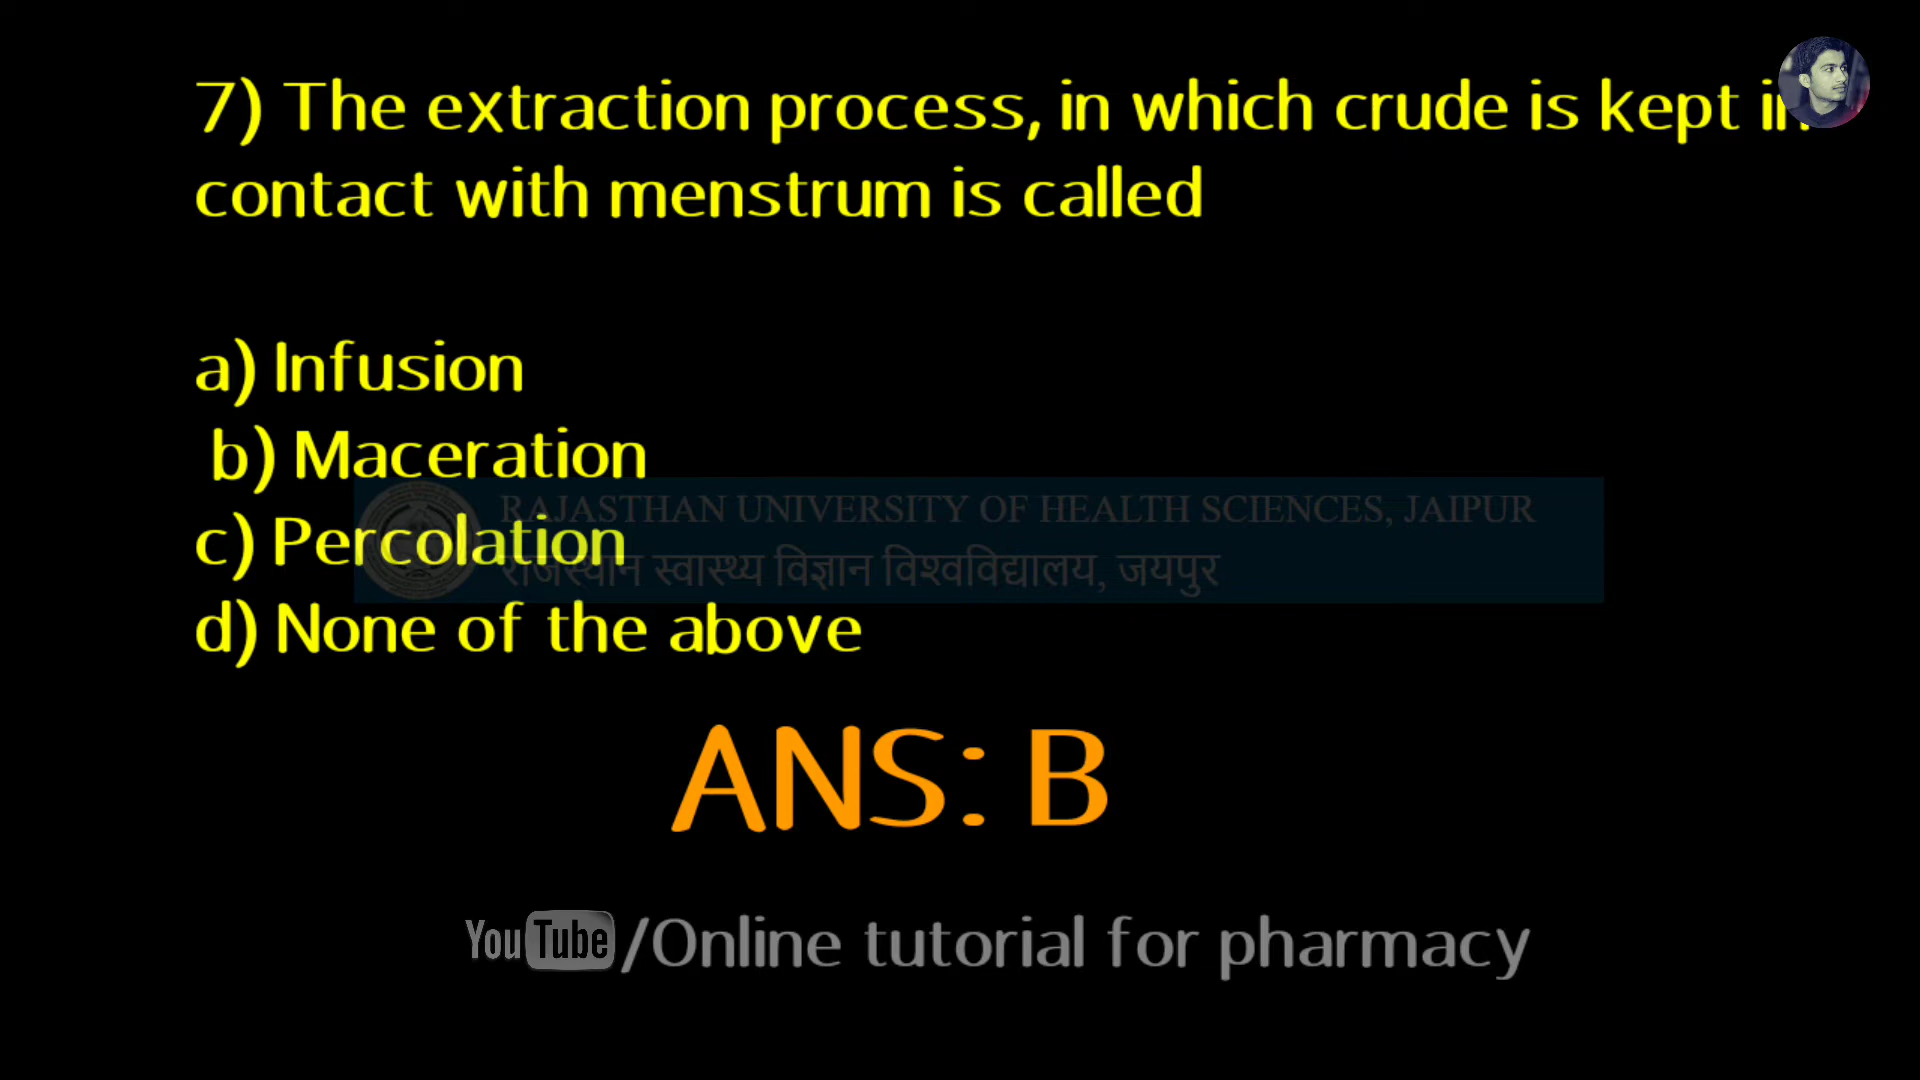 7) The extraction process, in which crude is kept in
contact with menstrum is called
a) Infusion
b) Maceration
RAJASTHAN UNIVERSITY OF HEALTH SCIENCES, JAIPUR
c) Percolation
राजस्थान स्वास्थ्य विज्ञान विश्वविद्यालय, जयपुर
d) None of the above
ANS: B
YouTube/Online tutorial for pharmacy